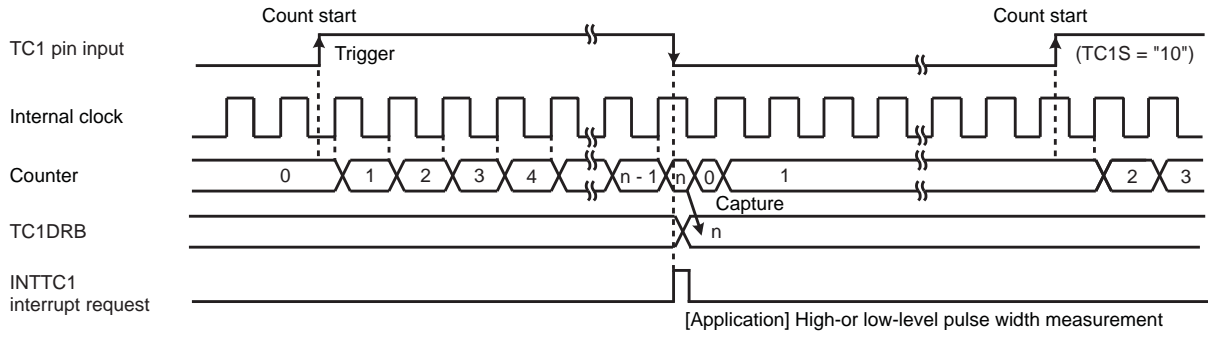 Count start
Count start
TC1 pin input
Trigger
(TC1S = "10")
Internal clock
Counter
0 1 2 3 4 n - 1 n 0 1 2 3
Capture
TC1DRB
n
INTTC1
interrupt request
[Application] High-or low-level pulse width measurement